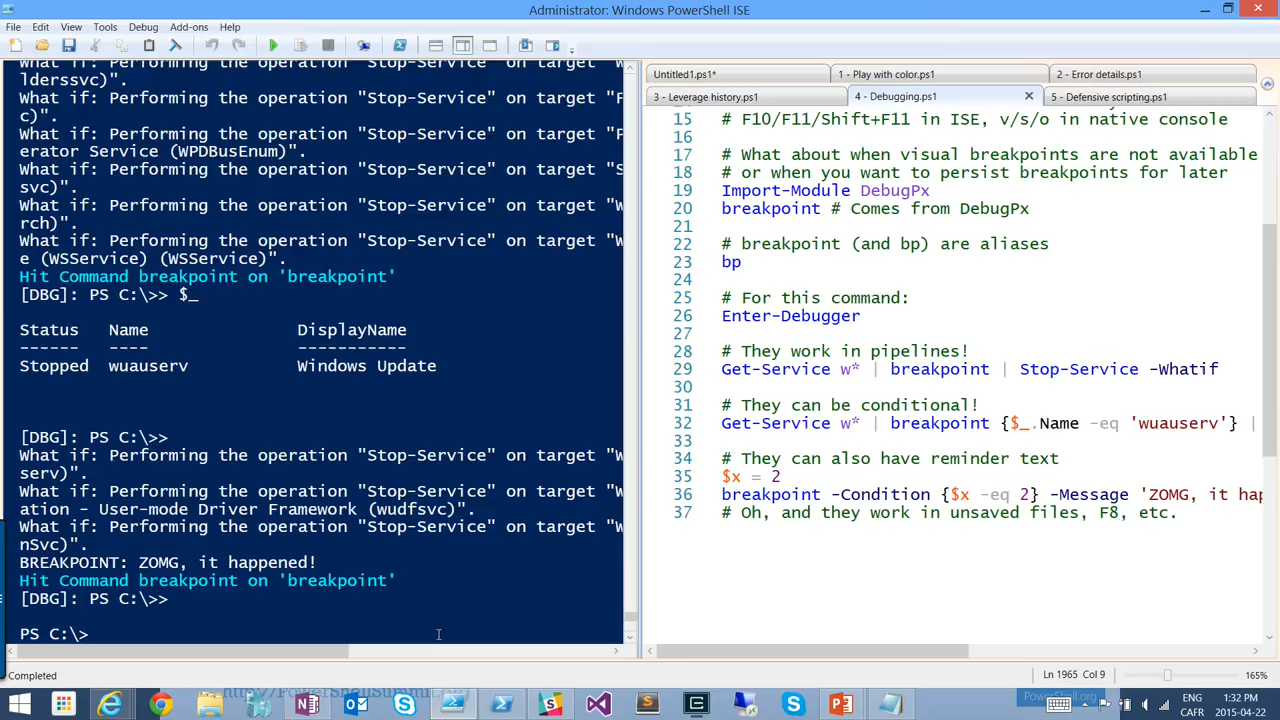 Administrator: Windows PowerShell ISE
File Edit View Tools Debug Add-ons Help
What if: Performing the operation "Stop-Service" on target "W
lderssvc)".
What if: Performing the operation "Stop-Service" on target "F
c)".
What if: Performing the operation "Stop-Service" on target "P
erator Service (WPDBusEnum)".
What if: Performing the operation "Stop-Service" on target "S
svc)".
What if: Performing the operation "Stop-Service" on target "W
rch)".
What if: Performing the operation "Stop-Service" on target "W
e (WSService) (WSService)".
Hit Command breakpoint on 'breakpoint'
[DBG]: PS C:\>> $_
Status Name DisplayName
------ ---- -----------
Stopped wuauserv Windows Update
[DBG]: PS C:\>>
What if: Performing the operation "Stop-Service" on target "W
serv)".
What if: Performing the operation "Stop-Service" on target "W
ation - User-mode Driver Framework (wudfsvc)".
What if: Performing the operation "Stop-Service" on target "W
nSvc)".
BREAKPOINT: ZOMG, it happened!
Hit Command breakpoint on 'breakpoint'
[DBG]: PS C:\>>
PS C:\>
Untitled1.ps1* 1 - Play with color.ps1 2 - Error details.ps1
3 - Leverage history.ps1 4 - Debugging.ps1 5 - Defensive scripting.ps1
15 # F10/F11/Shift+F11 in ISE, v/s/o in native console
16
17 # What about when visual breakpoints are not available
18 # or when you want to persist breakpoints for later
19 Import-Module DebugPx
20 breakpoint # Comes from DebugPx
21
22 # breakpoint (and bp) are aliases
23 bp
24
25 # For this command:
26 Enter-Debugger
27
28 # They work in pipelines!
29 Get-Service w* | breakpoint | Stop-Service -Whatif
30
31 # They can be conditional!
32 Get-Service w* | breakpoint {$_.Name -eq 'wuauserv'} |
33
34 # They can also have reminder text
35 $x = 2
36 breakpoint -Condition {$x -eq 2} -Message 'ZOMG, it hap
37 # Oh, and they work in unsaved files, F8, etc.
Completed
Ln 1965 Col 9
165%
http://PowerShellSummit.org
PowerShell.org
ENG 1:32 PM
CAFR 2015-04-22